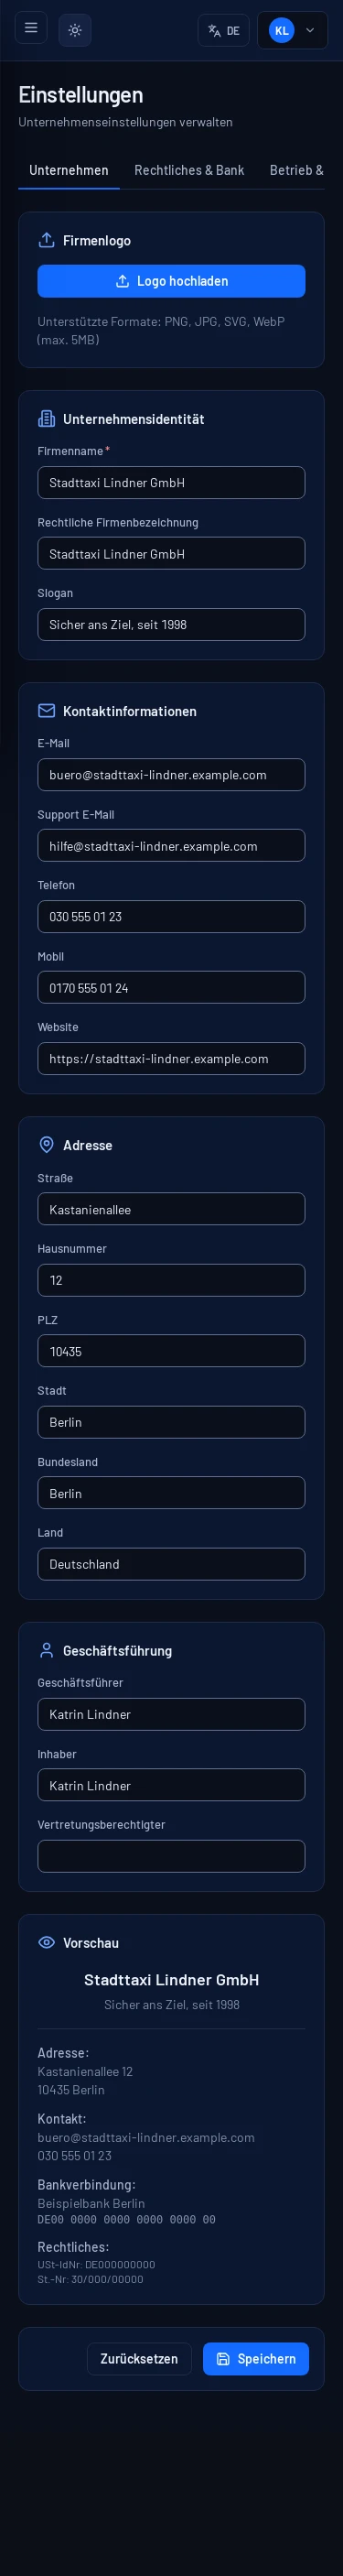 DE
KL
Einstellungen
Unternehmenseinstellungen verwalten
Unternehmen
Rechtliches & Bank
Betrieb &
Firmenlogo
Logo hochladen
Unterstützte Formate: PNG, JPG, SVG, WebP
(max. 5MB)
Unternehmensidentität
Firmenname *
Stadttaxi Lindner GmbH
Rechtliche Firmenbezeichnung
Stadttaxi Lindner GmbH
Slogan
Sicher ans Ziel, seit 1998
Kontaktinformationen
E-Mail
buero@stadttaxi-lindner.example.com
Support E-Mail
hilfe@stadttaxi-lindner.example.com
Telefon
030 555 01 23
Mobil
0170 555 01 24
Website
https://stadttaxi-lindner.example.com
Adresse
Straße
Kastanienallee
Hausnummer
12
PLZ
10435
Stadt
Berlin
Bundesland
Berlin
Land
Deutschland
Geschäftsführung
Geschäftsführer
Katrin Lindner
Inhaber
Katrin Lindner
Vertretungsberechtigter
Vorschau
Stadttaxi Lindner GmbH
Sicher ans Ziel, seit 1998
Adresse:
Kastanienallee 12
10435 Berlin
Kontakt:
buero@stadttaxi-lindner.example.com
030 555 01 23
Bankverbindung:
Beispielbank Berlin
DE00 0000 0000 0000 0000 00
Rechtliches:
USt-IdNr: DE000000000
St.-Nr: 30/000/00000
Zurücksetzen
Speichern